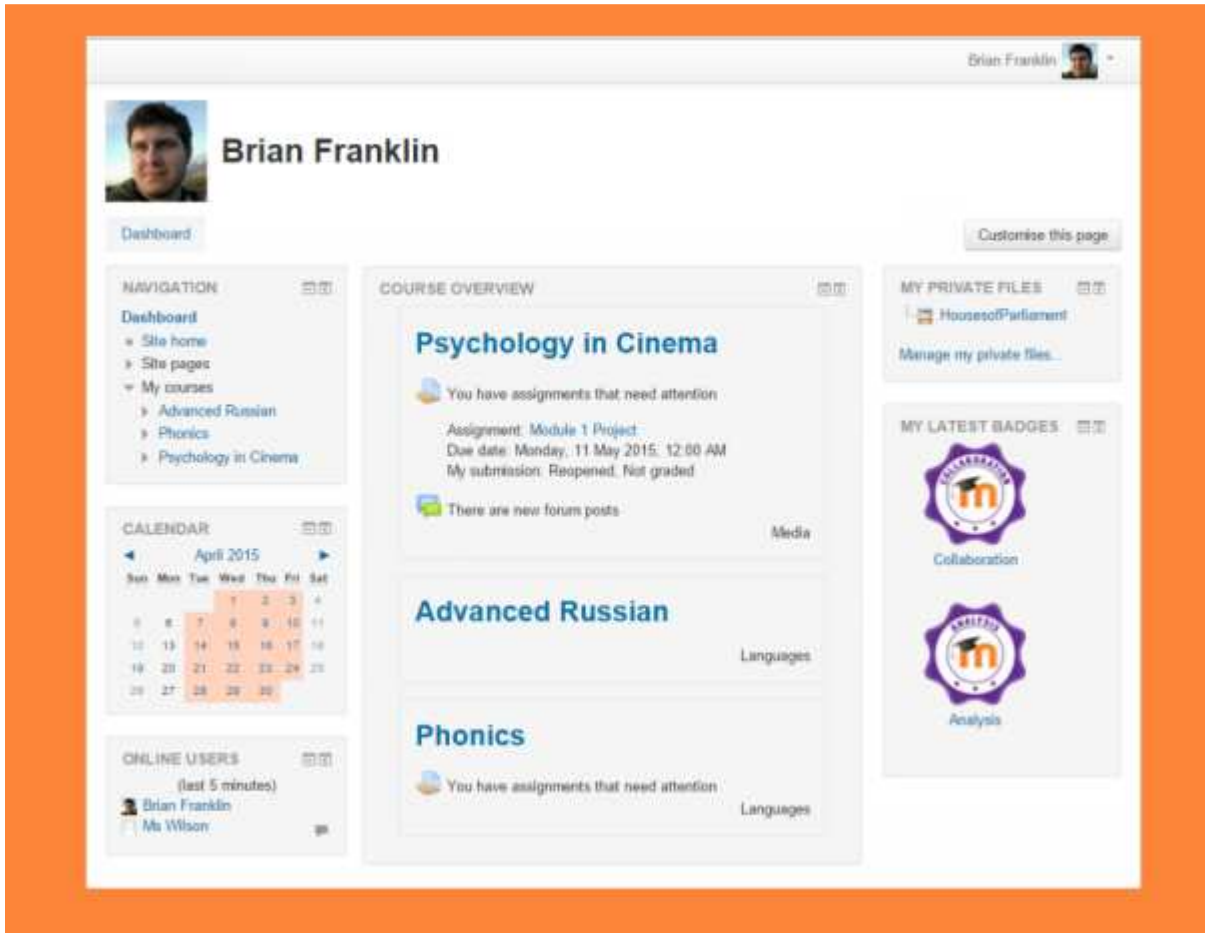 Brian Franklin
Brian Franklin
Dashboard
Customise this page
NAVIGATION
Dashboard
Site home
Site pages
My courses
Advanced Russian
Phonics
Psychology in Cinema
CALENDAR
April 2015
Sun Mon Tue Wed Thu Fri Sat
1 2 3 4
5 6 7 8 9 10 11
12 13 14 15 16 17 18
19 20 21 22 23 24 25
26 27 28 29 30
ONLINE USERS
(last 5 minutes)
Brian Franklin
Ms Wilson
COURSE OVERVIEW
Psychology in Cinema
You have assignments that need attention
Assignment: Module 1 Project
Due date: Monday, 11 May 2015, 12:00 AM
My submission: Reopened, Not graded
There are new forum posts
Media
Advanced Russian
Languages
Phonics
You have assignments that need attention
Languages
MY PRIVATE FILES
HousesofParliament
Manage my private files...
MY LATEST BADGES
COLLABORATION
m
Collaboration
ANALYSIS
m
Analysis